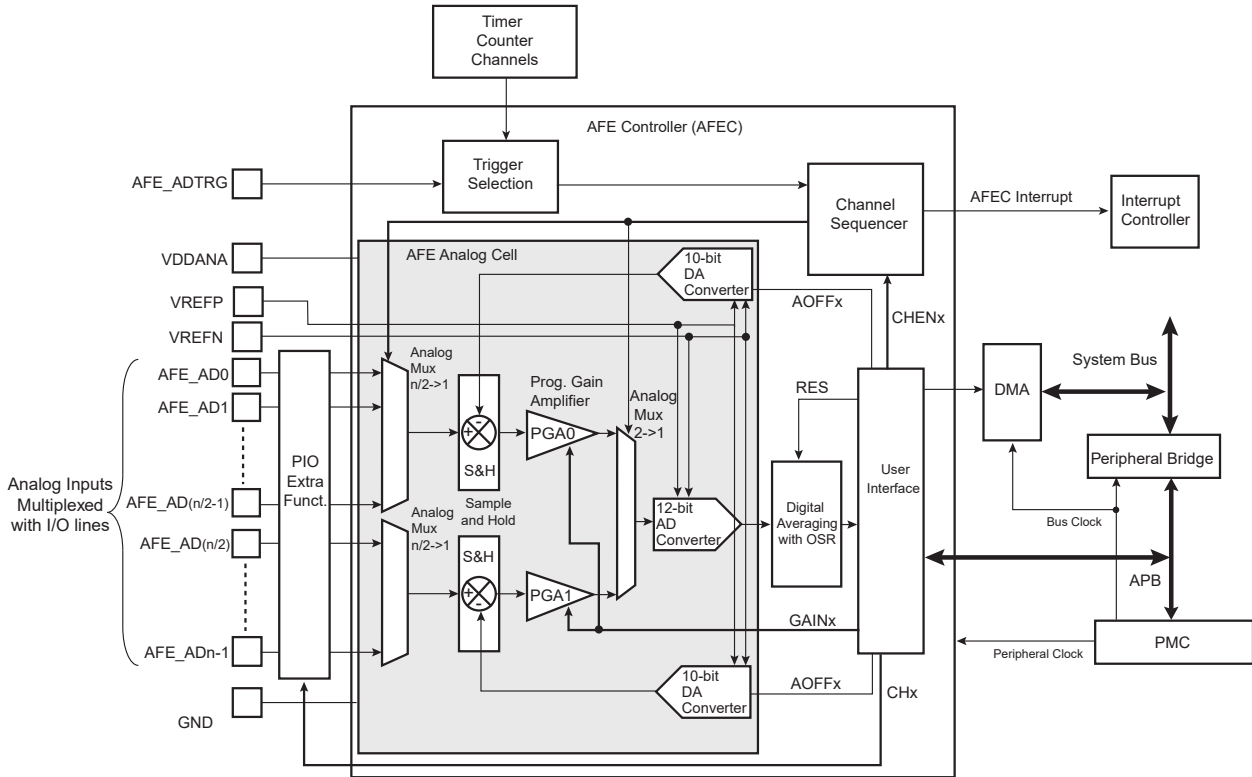 Timer
Counter
Channels
AFE Controller (AFEC)
AFE_ADTRG
Trigger
Selection
Channel
Sequencer
AFEC Interrupt
Interrupt
Controller
VDDANA
AFE Analog Cell
10-bit
DA
Converter
AOFFx
CHENx
VREFP
VREFN
System Bus
AFE_AD0
AFE_AD1
Analog
Mux
n/2->1
Prog. Gain
Amplifier
Analog
Mux
2->1
RES
DMA
+
-
PGA0
S&H
Peripheral Bridge
PIO
Extra
Funct.
User
Interface
Analog Inputs
Multiplexed
with I/O lines
AFE_AD(n/2-1)
AFE_AD(n/2)
Sample
and Hold
Analog
Mux
n/2->1
12-bit
AD
Converter
Digital
Averaging
with OSR
Bus Clock
S&H
+
-
PGA1
APB
GAINx
PMC
Peripheral Clock
AFE_ADn-1
10-bit
DA
Converter
AOFFx
CHx
GND